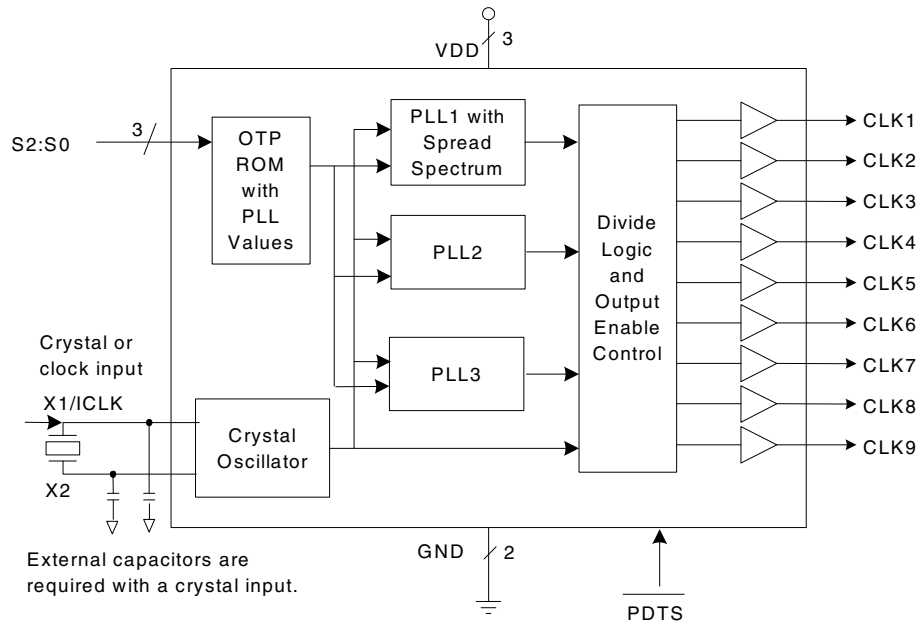 VDD
3
S2:S0
3
OTP
ROM
with
PLL
Values
PLL1 with
Spread
Spectrum
PLL2
PLL3
Divide
Logic
and
Output
Enable
Control
CLK1
CLK2
CLK3
CLK4
CLK5
CLK6
CLK7
CLK8
CLK9
Crystal or
clock input
X1/ICLK
X2
Crystal
Oscillator
External capacitors are
required with a crystal input.
GND
2
PDTS